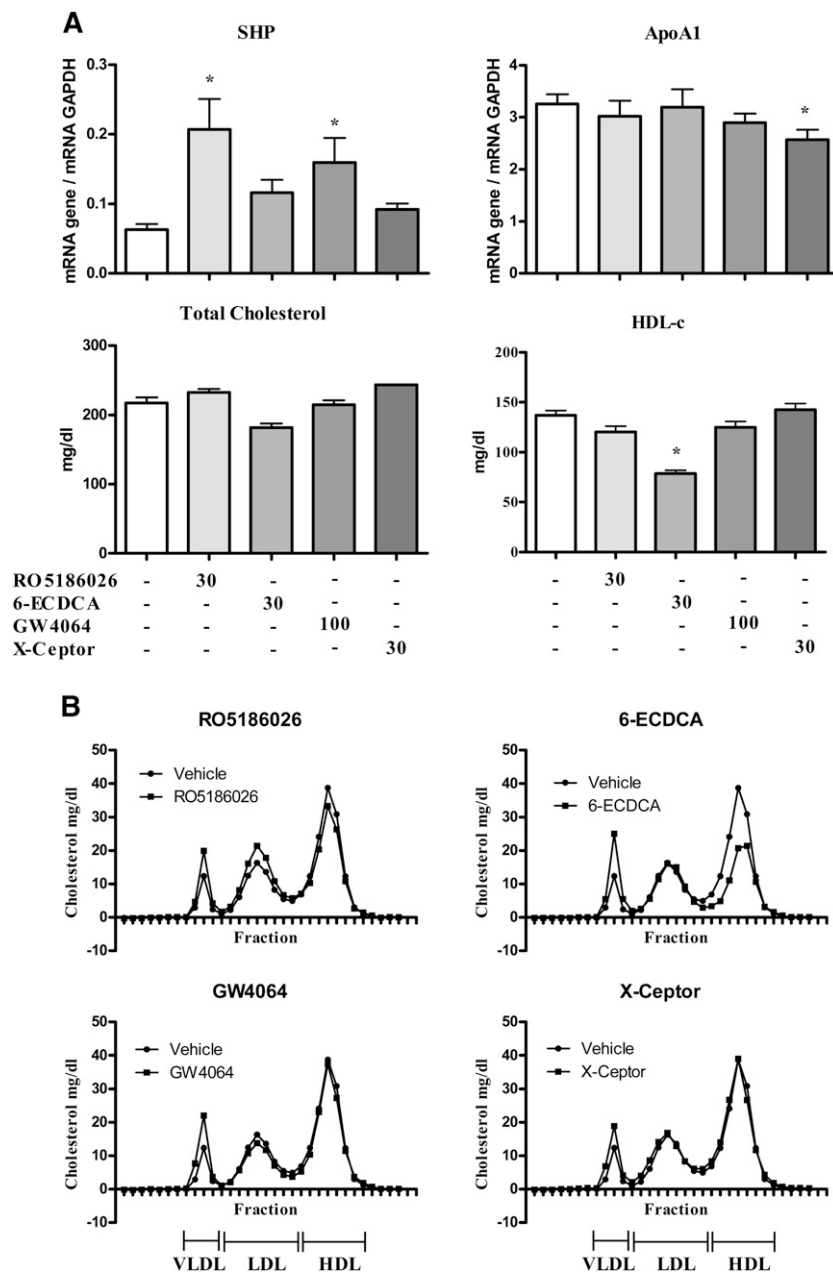 A
SHP
mRNA gene / mRNA GAPDH
0.3
0.2
0.1
0.0
*
*
ApoA1
mRNA gene / mRNA GAPDH
4
3
2
1
0
*
Total Cholesterol
mg/dl
300
200
100
0
HDL-c
mg/dl
200
150
100
50
0
*
RO5186026 - 30 - - - - 30 - - -
6-ECDCA - - 30 - - - - 30 - -
GW4064 - - - 100 - - - - 100 -
X-Ceptor - - - - 30 - - - - 30
B
RO5186026
Cholesterol mg/dl
50
40
30
20
10
0
-10
Vehicle
RO5186026
Fraction
6-ECDCA
Cholesterol mg/dl
50
40
30
20
10
0
-10
Vehicle
6-ECDCA
Fraction
GW4064
Cholesterol mg/dl
50
40
30
20
10
0
-10
Vehicle
GW4064
Fraction
VLDL LDL HDL
X-Ceptor
Cholesterol mg/dl
50
40
30
20
10
0
-10
Vehicle
X-Ceptor
Fraction
VLDL LDL HDL